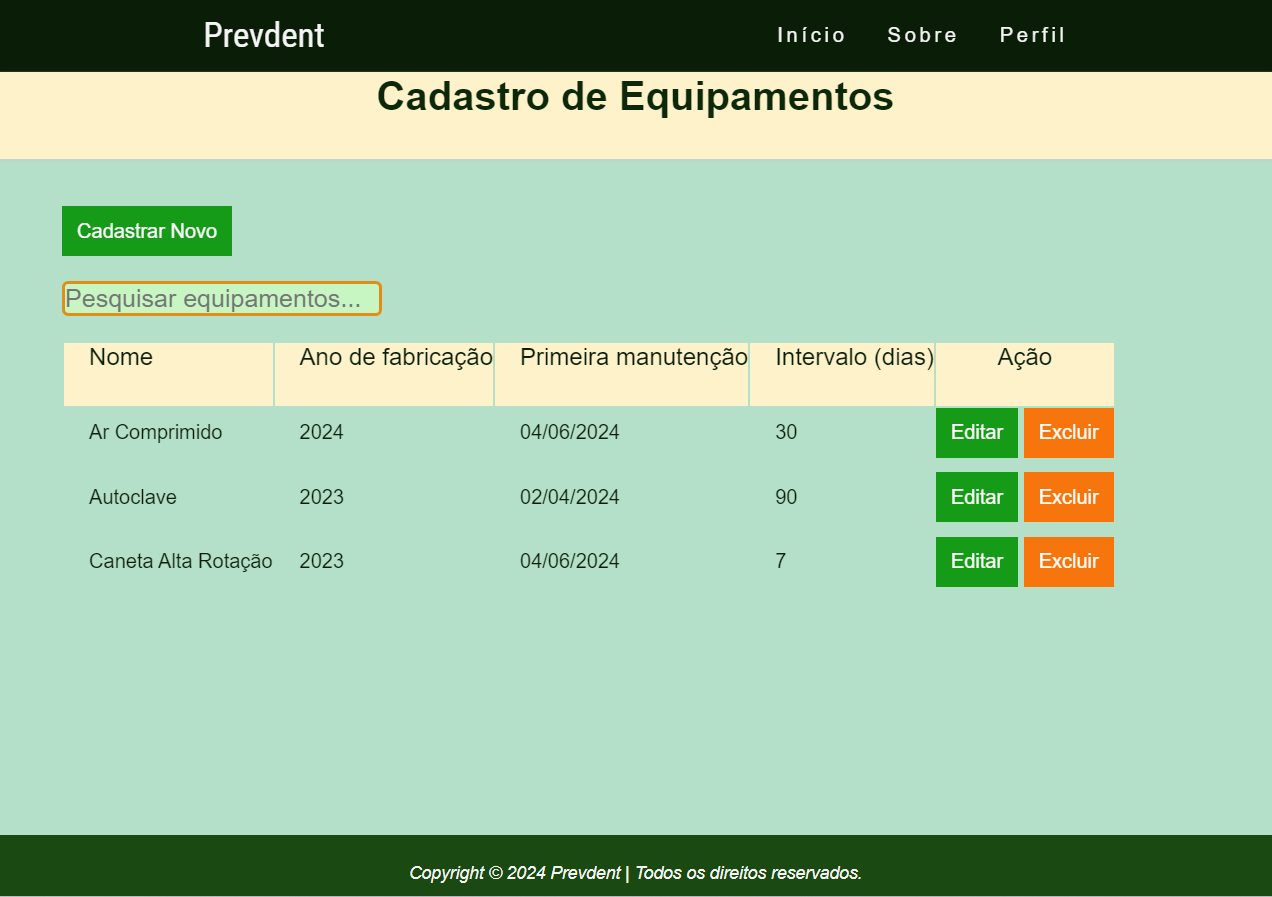 Prevdent Início Sobre Perfil
Cadastro de Equipamentos
Cadastrar Novo
Pesquisar equipamentos...
Nome Ano de fabricação Primeira manutenção Intervalo (dias) Ação
Ar Comprimido 2024 04/06/2024 30 Editar Excluir
Autoclave 2023 02/04/2024 90 Editar Excluir
Caneta Alta Rotação 2023 04/06/2024 7 Editar Excluir
Copyright © 2024 Prevdent | Todos os direitos reservados.